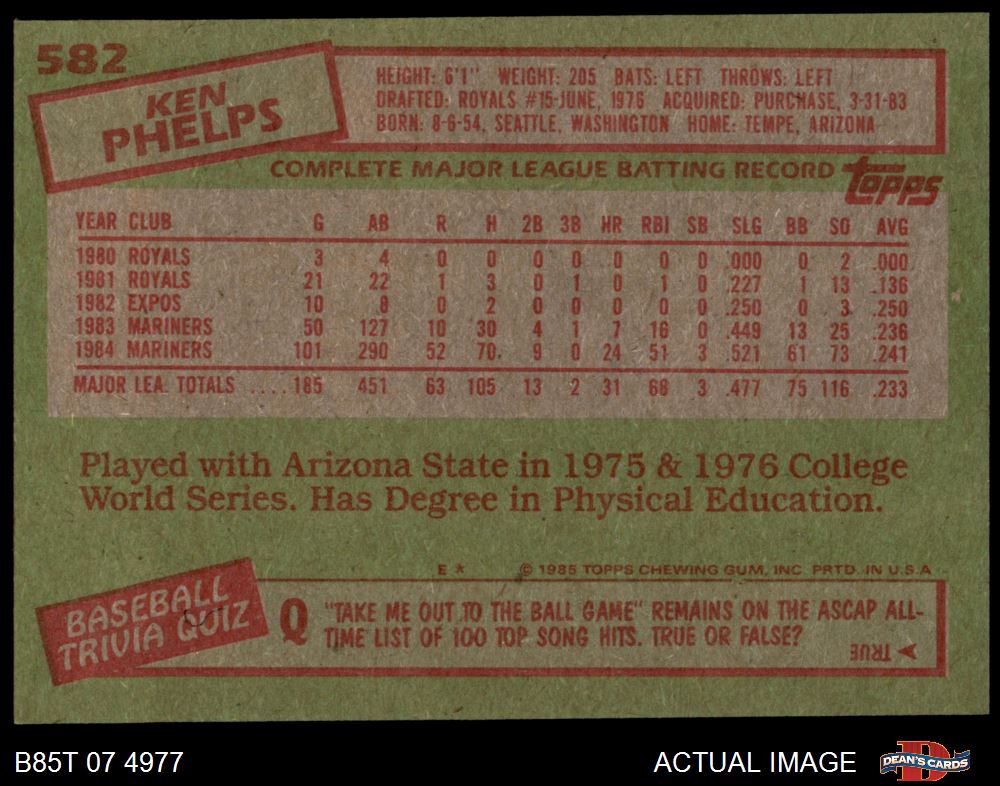 582
KEN
PHELPS
HEIGHT: 6'1" WEIGHT: 205 BATS: LEFT THROWS: LEFT
DRAFTED: ROYALS #15-JUNE, 1976 ACQUIRED: PURCHASE, 3-31-83
BORN: 8-6-54, SEATTLE, WASHINGTON HOME: TEMPE, ARIZONA
COMPLETE MAJOR LEAGUE BATTING RECORD
topps
YEAR CLUB G AB R H 2B 3B HR RBI SB SLG BB SO AVG
1980 ROYALS 3 4 0 0 0 0 0 0 0 .000 0 2 .000
1981 ROYALS 21 22 1 3 0 1 0 1 0 .227 1 13 .136
1982 EXPOS 10 8 0 2 0 0 0 0 0 .250 0 3 .250
1983 MARINERS 50 127 10 30 4 1 7 16 0 .449 13 25 .236
1984 MARINERS 101 290 52 70 9 0 24 51 3 .521 61 73 .241
MAJOR LEA. TOTALS ....185 451 63 105 13 2 31 68 3 .477 75 116 .233
Played with Arizona State in 1975 & 1976 College
World Series. Has Degree in Physical Education.
E * © 1985 TOPPS CHEWING GUM, INC. PRTD. IN U.S.A.
BASEBALL
TRIVIA QUIZ
Q "TAKE ME OUT TO THE BALL GAME" REMAINS ON THE ASCAP ALL-
TIME LIST OF 100 TOP SONG HITS. TRUE OR FALSE?
TRUE
B85T 07 4977
ACTUAL IMAGE
D
DEAN'S CARDS